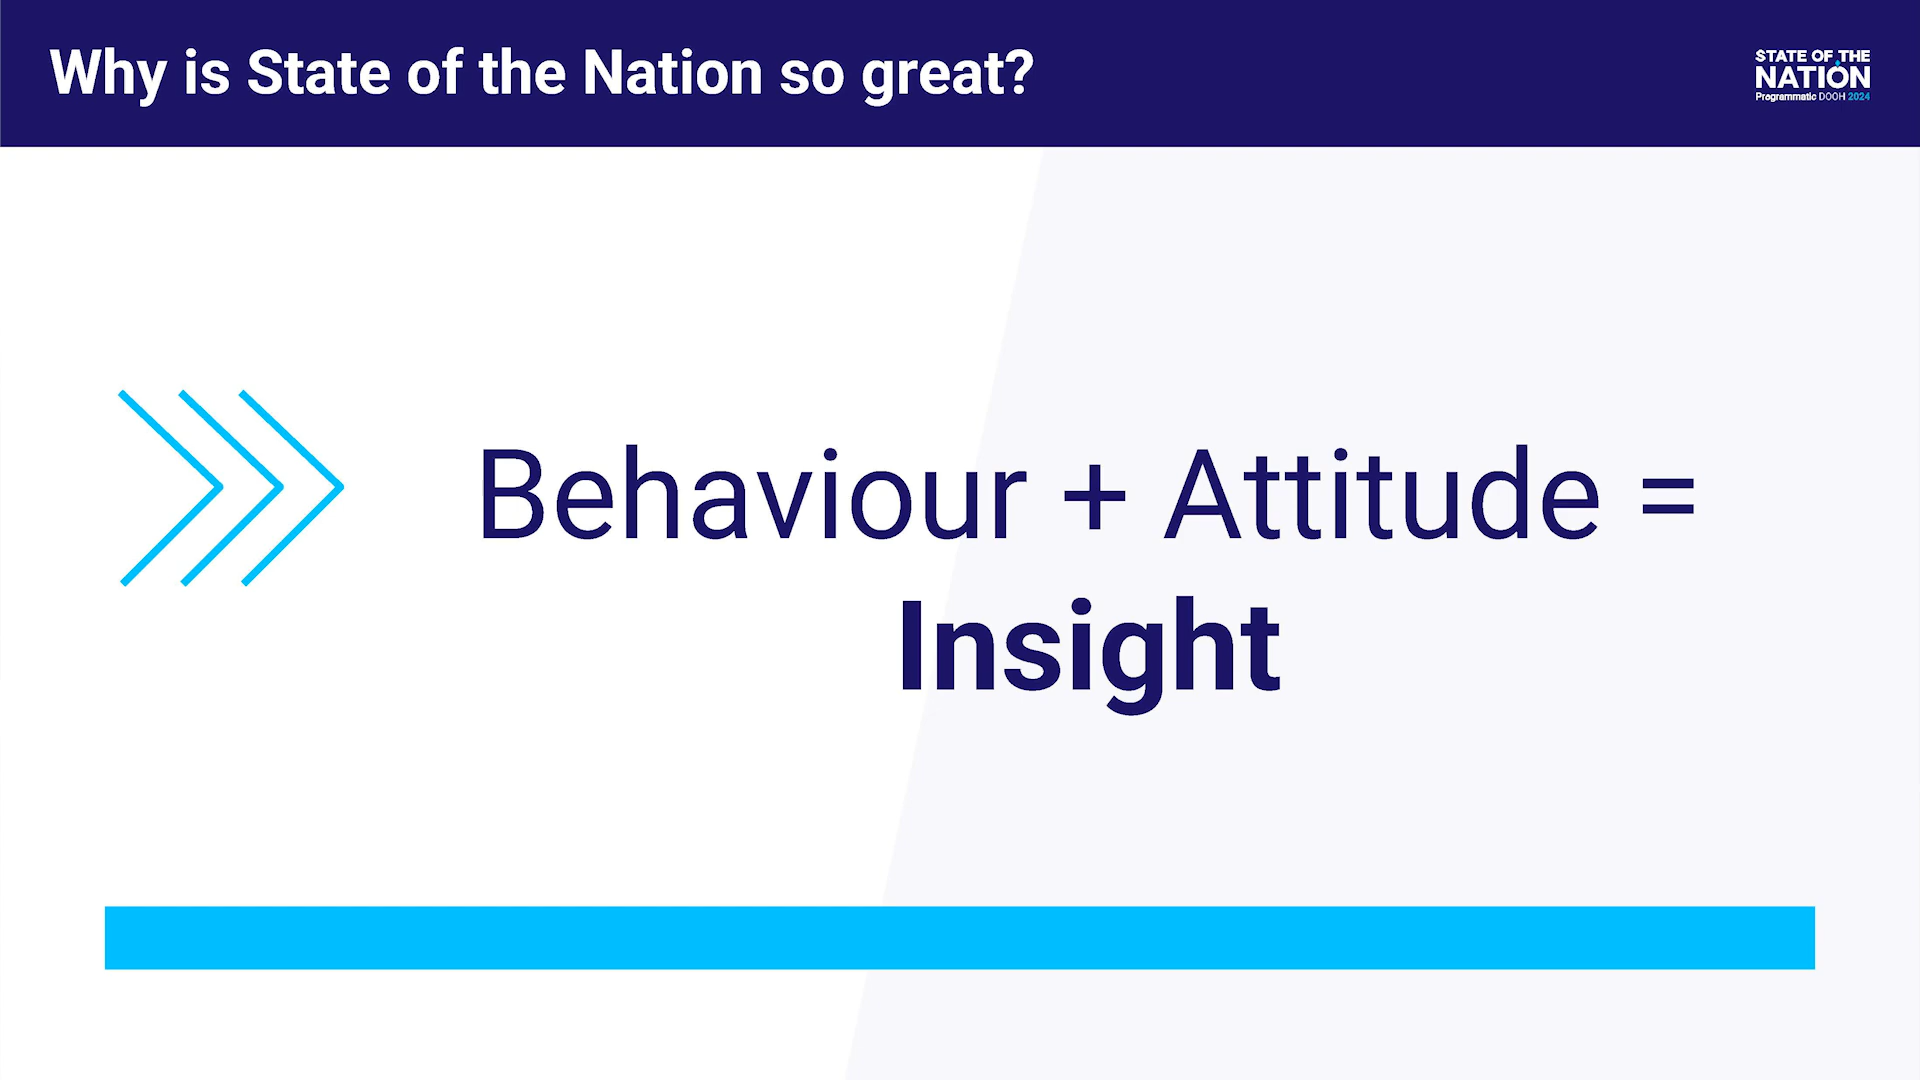 Why is State of the Nation so great?
STATE OF THE
NATION
Programmatic DOOH 2024
Behaviour + Attitude =
Insight